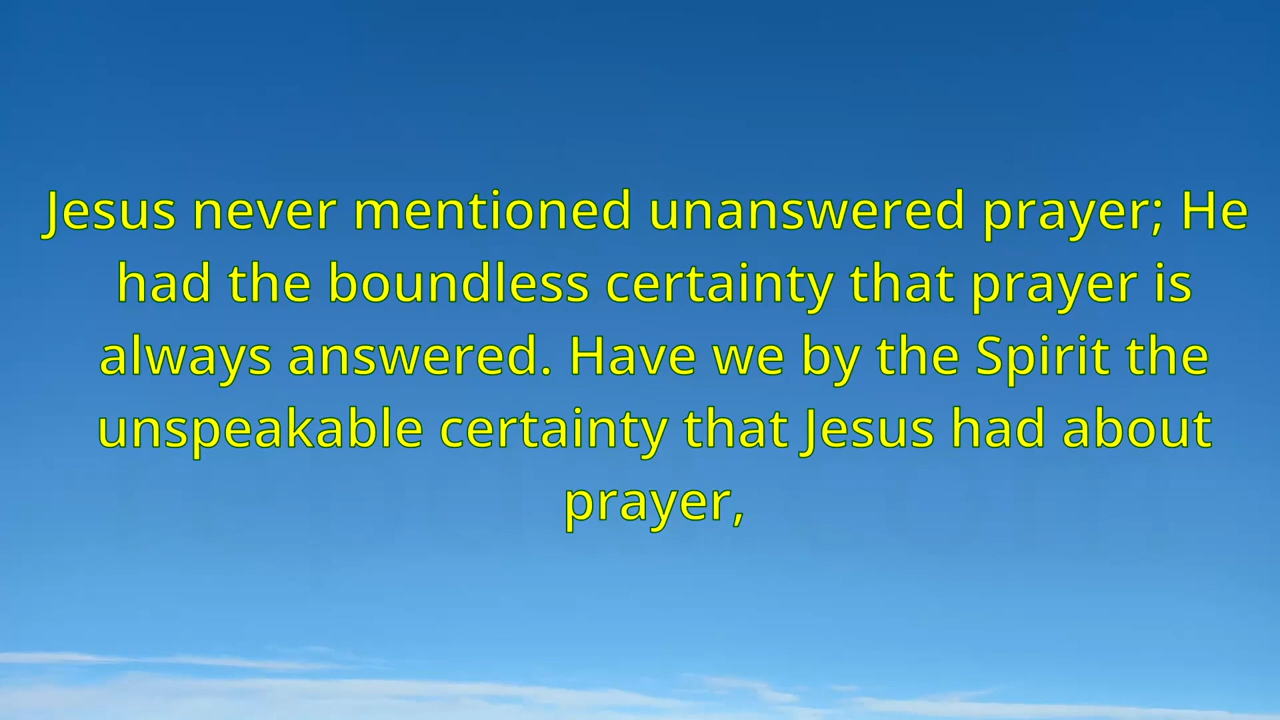 Jesus never mentioned unanswered prayer; He
had the boundless certainty that prayer is
always answered. Have we by the Spirit the
unspeakable certainty that Jesus had about
prayer,